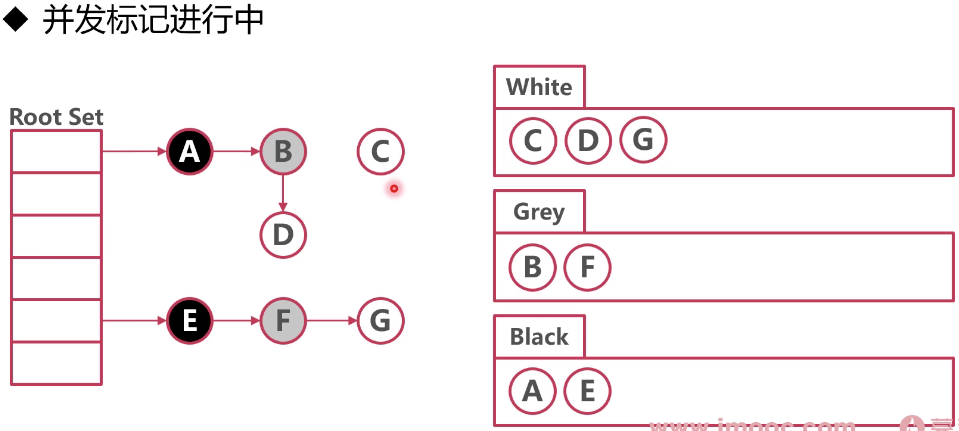 ◆ 并发标记进行中
Root Set
A
B
C
D
E
F
G
White
C D G
Grey
B F
Black
A E
www.imooc.com